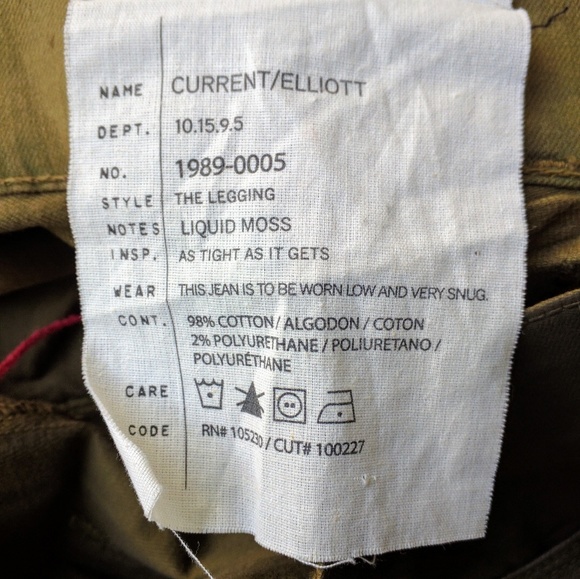 NAME CURRENT/ELLIOTT
DEPT. 10.15.9.5
NO. 1989-0005
STYLE THE LEGGING
NOTES LIQUID MOSS
INSP. AS TIGHT AS IT GETS
WEAR THIS JEAN IS TO BE WORN LOW AND VERY SNUG.
CONT. 98% COTTON / ALGODON / COTON
2% POLYURETHANE / POLIURETANO /
POLYURÉTHANE
CARE
CODE RN# 105230 / CUT# 100227